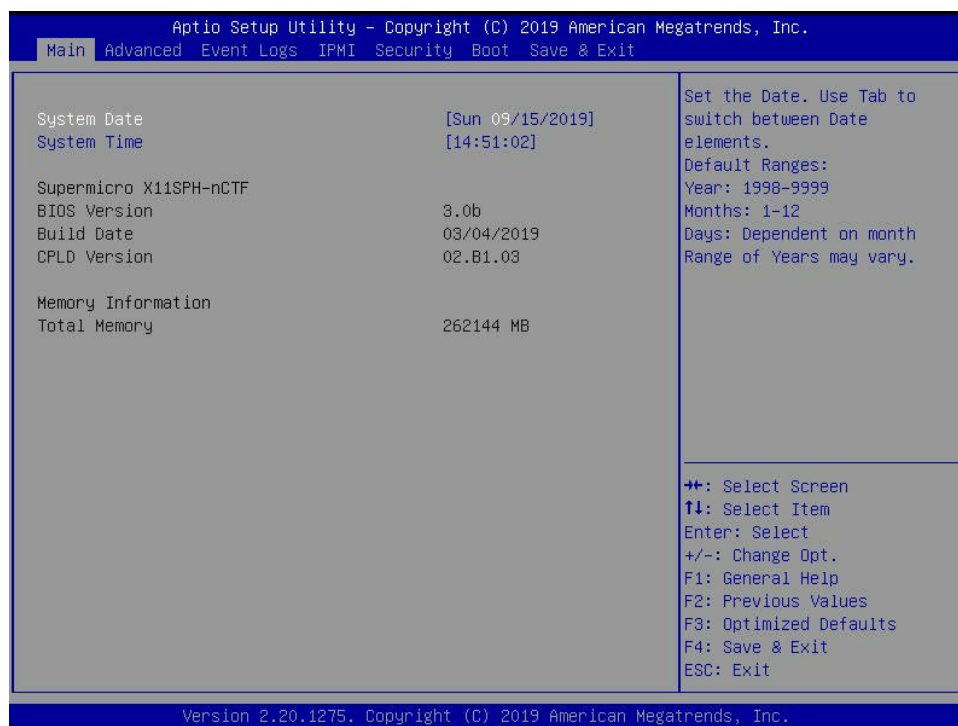 Aptio Setup Utility – Copyright (C) 2019 American Megatrends, Inc.
Main Advanced Event Logs IPMI Security Boot Save & Exit
System Date [Sun 09/15/2019]
System Time [14:51:02]
Supermicro X11SPH-nCTF
BIOS Version 3.0b
Build Date 03/04/2019
CPLD Version 02.B1.03
Memory Information
Total Memory 262144 MB
Set the Date. Use Tab to
switch between Date
elements.
Default Ranges:
Year: 1998-9999
Months: 1-12
Days: Dependent on month
Range of Years may vary.
→←: Select Screen
↑↓: Select Item
Enter: Select
+/-: Change Opt.
F1: General Help
F2: Previous Values
F3: Optimized Defaults
F4: Save & Exit
ESC: Exit
Version 2.20.1275. Copyright (C) 2019 American Megatrends, Inc.